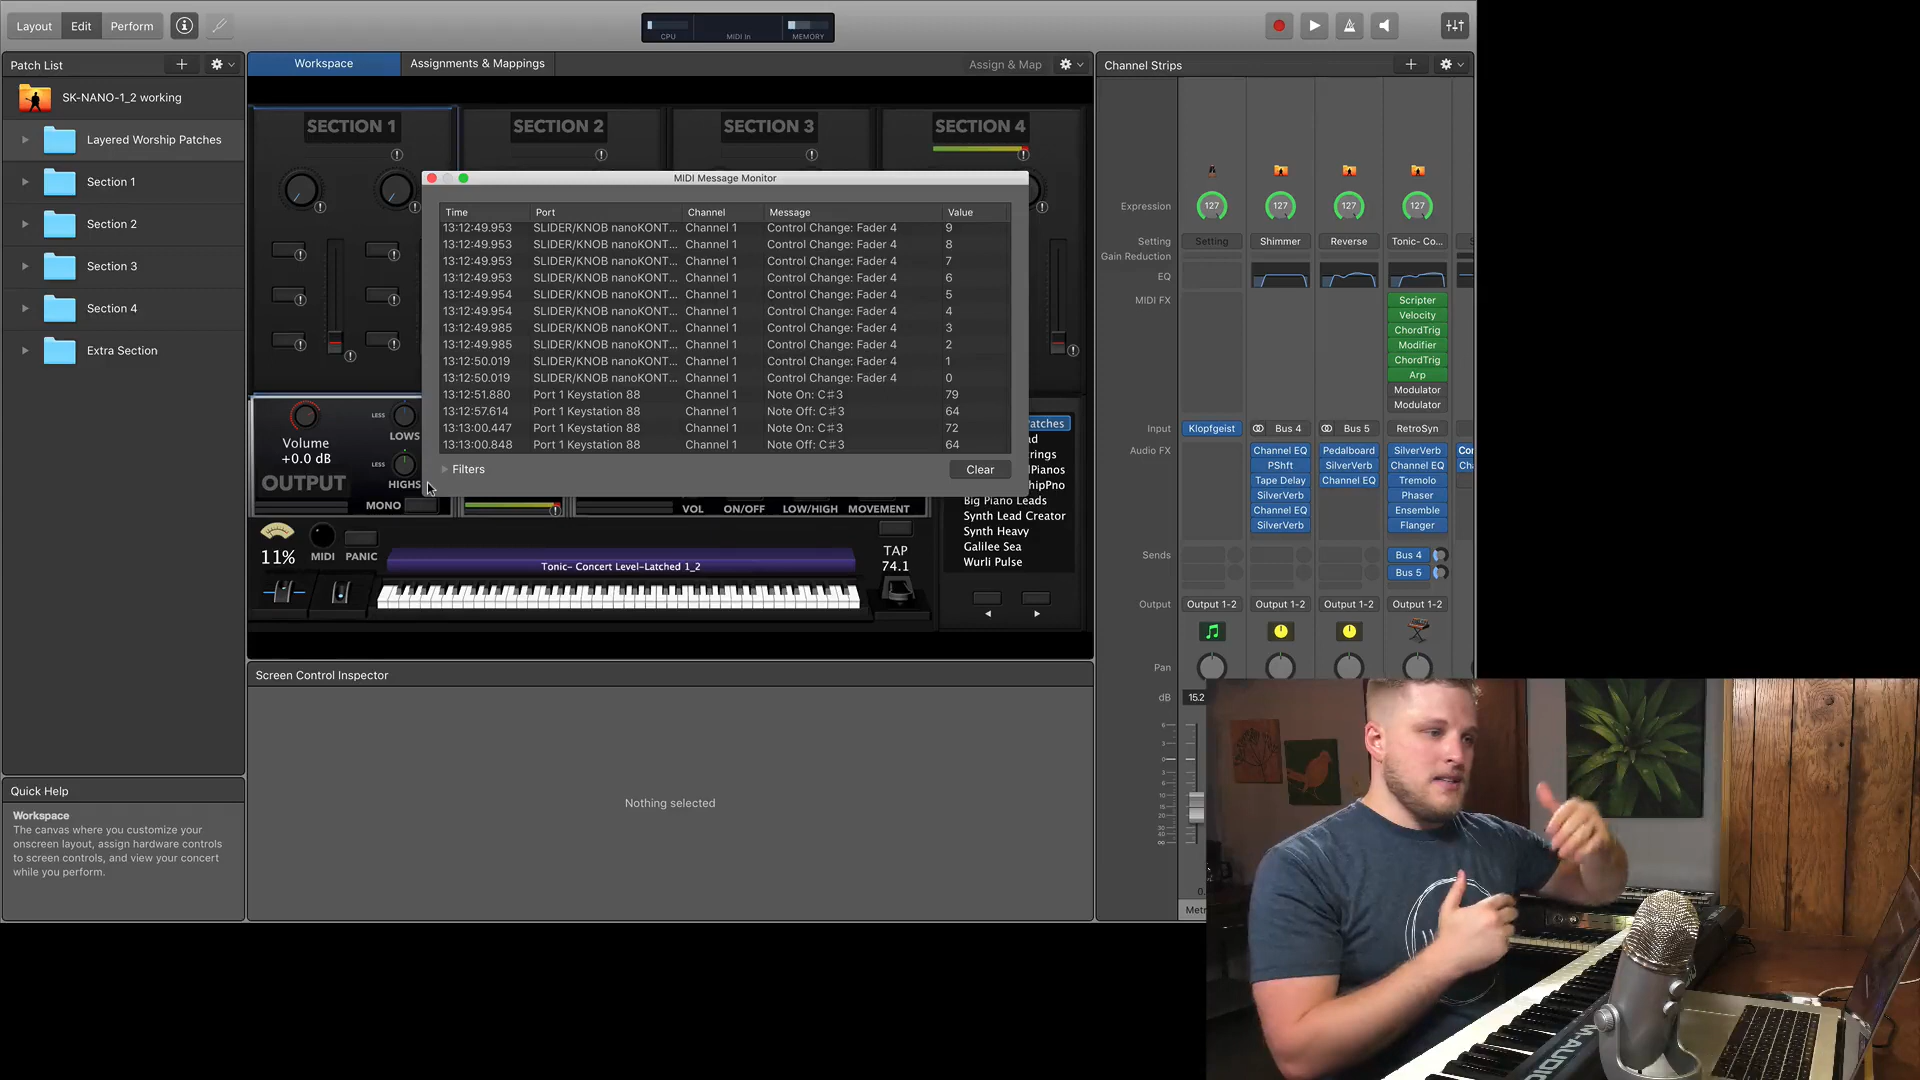 Layout Edit Perform
CPU MIDI In MEMORY
Patch List
SK-NANO-1_2 working
Layered Worship Patches
Section 1
Section 2
Section 3
Section 4
Extra Section
Quick Help
Workspace
The canvas where you customize your
onscreen layout, assign hardware controls
to screen controls, and view your concert
while you perform.
Workspace Assignments & Mappings Assign & Map
SECTION 1 SECTION 2 SECTION 3 SECTION 4
MIDI Message Monitor
Time Port Channel Message Value
13:12:49.953 SLIDER/KNOB nanoKONT... Channel 1 Control Change: Fader 4 9
13:12:49.953 SLIDER/KNOB nanoKONT... Channel 1 Control Change: Fader 4 8
13:12:49.953 SLIDER/KNOB nanoKONT... Channel 1 Control Change: Fader 4 7
13:12:49.953 SLIDER/KNOB nanoKONT... Channel 1 Control Change: Fader 4 6
13:12:49.954 SLIDER/KNOB nanoKONT... Channel 1 Control Change: Fader 4 5
13:12:49.954 SLIDER/KNOB nanoKONT... Channel 1 Control Change: Fader 4 4
13:12:49.985 SLIDER/KNOB nanoKONT... Channel 1 Control Change: Fader 4 3
13:12:49.985 SLIDER/KNOB nanoKONT... Channel 1 Control Change: Fader 4 2
13:12:50.019 SLIDER/KNOB nanoKONT... Channel 1 Control Change: Fader 4 1
13:12:50.019 SLIDER/KNOB nanoKONT... Channel 1 Control Change: Fader 4 0
13:12:51.880 Port 1 Keystation 88 Channel 1 Note On: C♯3 79
13:12:57.614 Port 1 Keystation 88 Channel 1 Note Off: C♯3 64
13:13:00.447 Port 1 Keystation 88 Channel 1 Note On: C♯3 72
13:13:00.848 Port 1 Keystation 88 Channel 1 Note Off: C♯3 64
Filters Clear
Volume
+0.0 dB
OUTPUT
LESS LOWS
LESS HIGHS
MONO
VOL ON/OFF LOW/HIGH MOVEMENT
atches
ad
rings
dPianos
hipPno
Big Piano Leads
Synth Lead Creator
Synth Heavy
Galilee Sea
Wurli Pulse
11%
MIDI PANIC
Tonic- Concert Level-Latched 1_2
TAP
74.1
Screen Control Inspector
Nothing selected
Channel Strips
Expression 127 127 127 127
Setting Setting Shimmer Reverse Tonic- Co...
Gain Reduction
EQ
MIDI FX Scripter
Velocity
ChordTrig
Modifier
ChordTrig
Arp
Modulator
Modulator
Input Klopfgeist Bus 4 Bus 5 RetroSyn
Audio FX Channel EQ Pedalboard SilverVerb
PShft SilverVerb Channel EQ
Tape Delay Channel EQ Tremolo
SilverVerb Phaser
Channel EQ Ensemble
SilverVerb Flanger
Sends Bus 4
Bus 5
Output Output 1-2 Output 1-2 Output 1-2 Output 1-2
Pan
dB 15.2
Metr
M-AUDIO